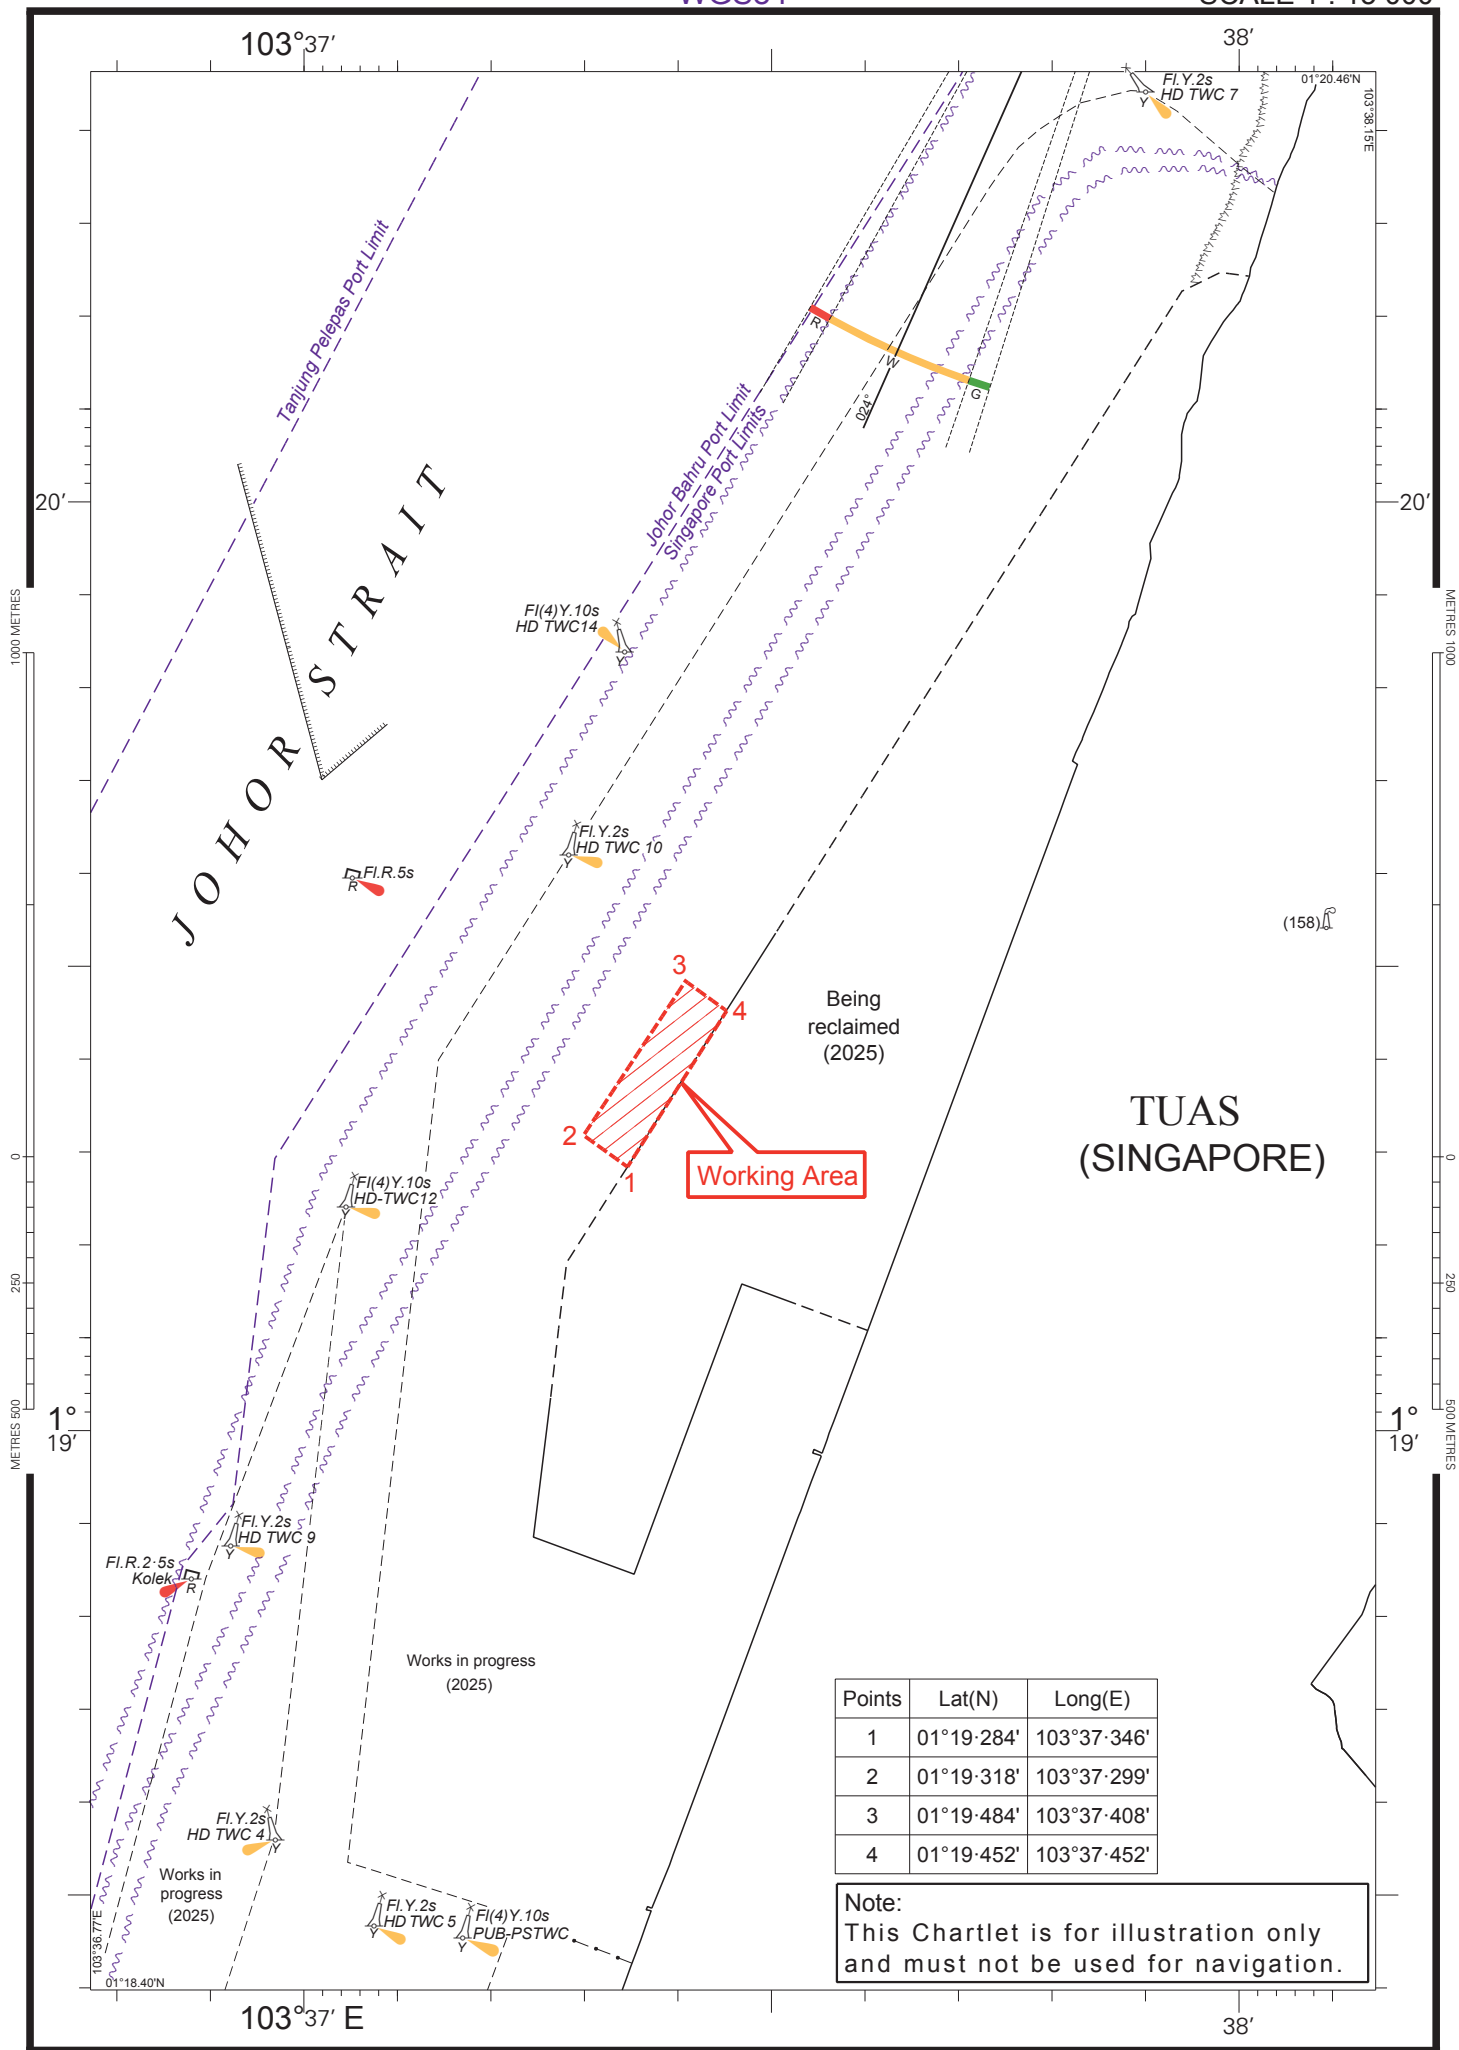 103°37′
38′
01°20.46'N
103°38.15'E
Fl.Y.2s
HD TWC 7
Tanjung Pelepas Port Limit
R
W
G
024°
Johor Bahru Port Limit
Singapore Port Limits
20′
20′
JOHOR STRAIT
1000 METRES
METRES 1000
Fl(4)Y.10s
HD TWC14
Y
Fl.Y.2s
HD TWC 10
Y
Fl.R.5s
R
(158)
3
4
2
1
Being
reclaimed
(2025)
Working Area
TUAS
(SINGAPORE)
0
0
Fl(4)Y.10s
HD-TWC12
Y
250
250
METRES 500
500 METRES
1°
19′
1°
19′
Fl.Y.2s
HD TWC 9
Y
Fl.R.2·5s
Kolek
R
Works in progress
(2025)
Points Lat(N) Long(E)
1 01°19·284' 103°37·346'
2 01°19·318' 103°37·299'
3 01°19·484' 103°37·408'
4 01°19·452' 103°37·452'
Fl.Y.2s
HD TWC 4
Y
Works in
progress
(2025)
Fl.Y.2s
HD TWC 5
Y
Fl(4)Y.10s
PUB-PSTWC
Y
Note:
This Chartlet is for illustration only
and must not be used for navigation.
103°36.77'E
01°18.40'N
103°37′ E
38′